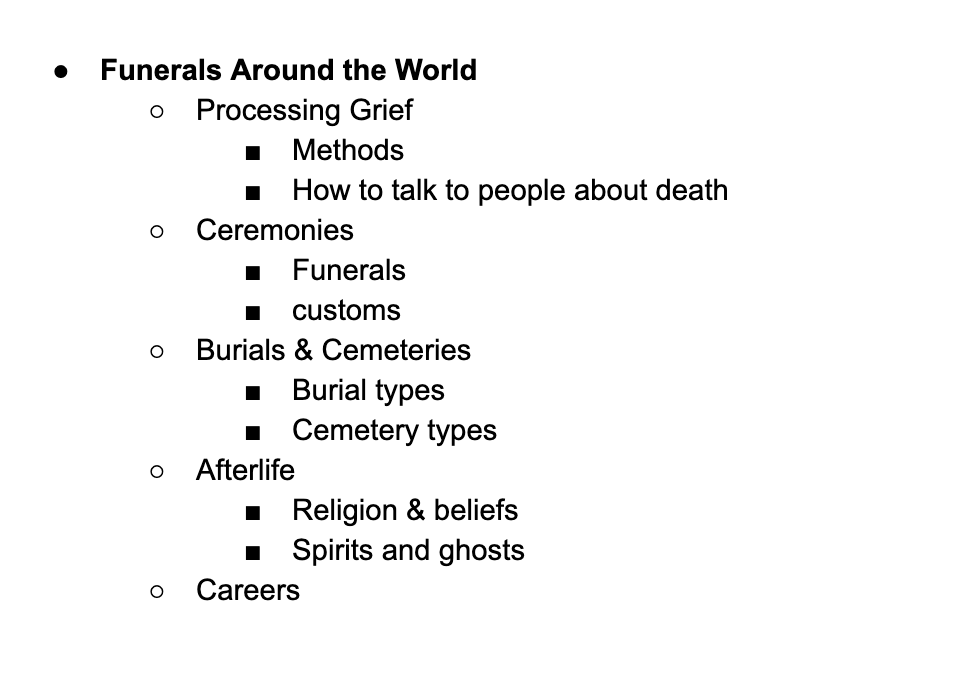 ● Funerals Around the World
○ Processing Grief
■ Methods
■ How to talk to people about death
○ Ceremonies
■ Funerals
■ customs
○ Burials & Cemeteries
■ Burial types
■ Cemetery types
○ Afterlife
■ Religion & beliefs
■ Spirits and ghosts
○ Careers